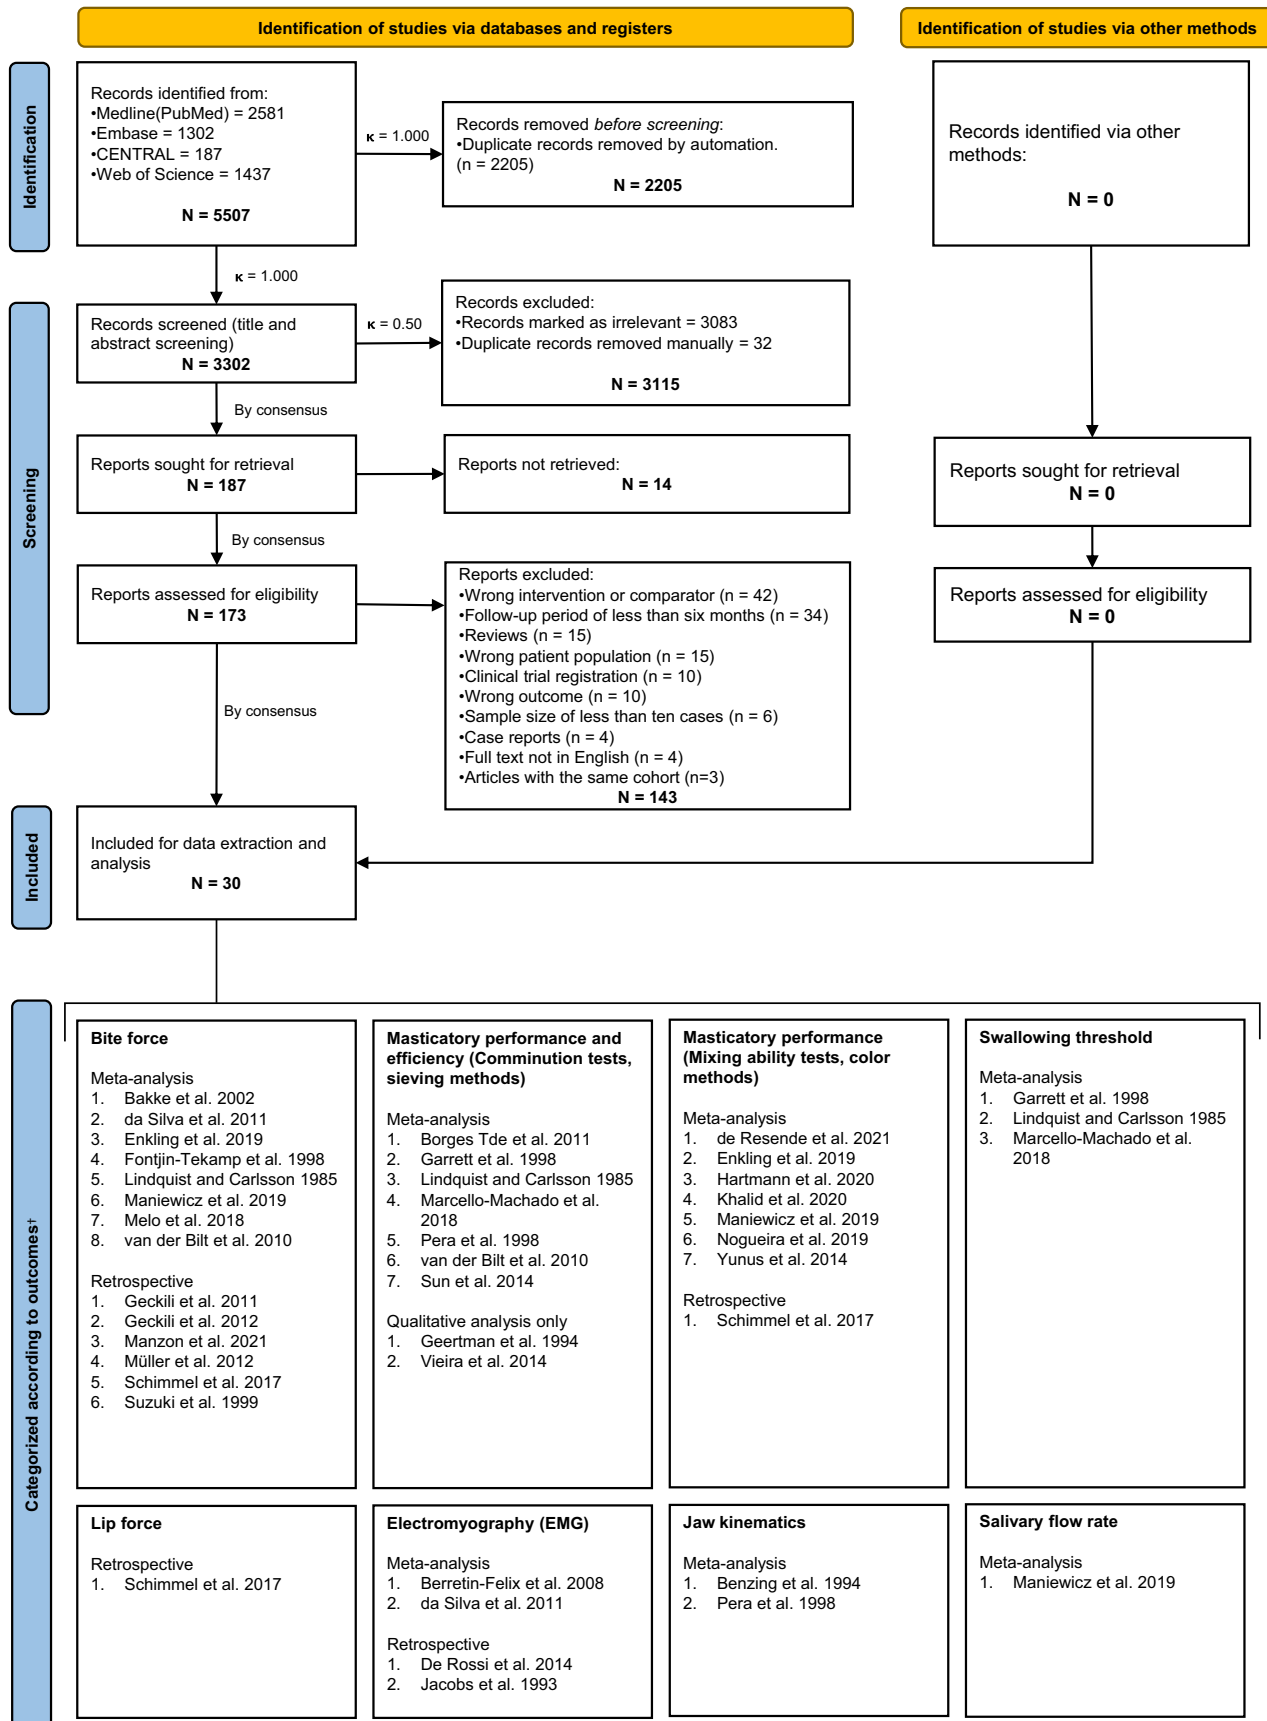 Identification of studies via databases and registers
Identification of studies via other methods
Identification
Records identified from:
•Medline(PubMed) = 2581
•Embase = 1302
•CENTRAL = 187
•Web of Science = 1437
N = 5507
κ = 1.000
Records removed before screening:
•Duplicate records removed by automation.
(n = 2205)
N = 2205
Records identified via other
methods:
N = 0
κ = 1.000
Screening
Records screened (title and
abstract screening)
N = 3302
κ = 0.50
Records excluded:
•Records marked as irrelevant = 3083
•Duplicate records removed manually = 32
N = 3115
By consensus
Reports sought for retrieval
N = 187
Reports not retrieved:
N = 14
Reports sought for retrieval
N = 0
By consensus
Reports assessed for eligibility
N = 173
Reports excluded:
•Wrong intervention or comparator (n = 42)
•Follow-up period of less than six months (n = 34)
•Reviews (n = 15)
•Wrong patient population (n = 15)
•Clinical trial registration (n = 10)
•Wrong outcome (n = 10)
•Sample size of less than ten cases (n = 6)
•Case reports (n = 4)
•Full text not in English (n = 4)
•Articles with the same cohort (n=3)
N = 143
Reports assessed for eligibility
N = 0
By consensus
Included
Included for data extraction and
analysis
N = 30
Categorized according to outcomes†
Bite force
Meta-analysis
1. Bakke et al. 2002
2. da Silva et al. 2011
3. Enkling et al. 2019
4. Fontjin-Tekamp et al. 1998
5. Lindquist and Carlsson 1985
6. Maniewicz et al. 2019
7. Melo et al. 2018
8. van der Bilt et al. 2010
Retrospective
1. Geckili et al. 2011
2. Geckili et al. 2012
3. Manzon et al. 2021
4. Müller et al. 2012
5. Schimmel et al. 2017
6. Suzuki et al. 1999
Masticatory performance and
efficiency (Comminution tests,
sieving methods)
Meta-analysis
1. Borges Tde et al. 2011
2. Garrett et al. 1998
3. Lindquist and Carlsson 1985
4. Marcello-Machado et al.
2018
5. Pera et al. 1998
6. van der Bilt et al. 2010
7. Sun et al. 2014
Qualitative analysis only
1. Geertman et al. 1994
2. Vieira et al. 2014
Masticatory performance
(Mixing ability tests, color
methods)
Meta-analysis
1. de Resende et al. 2021
2. Enkling et al. 2019
3. Hartmann et al. 2020
4. Khalid et al. 2020
5. Maniewicz et al. 2019
6. Nogueira et al. 2019
7. Yunus et al. 2014
Retrospective
1. Schimmel et al. 2017
Swallowing threshold
Meta-analysis
1. Garrett et al. 1998
2. Lindquist and Carlsson 1985
3. Marcello-Machado et al.
2018
Lip force
Retrospective
1. Schimmel et al. 2017
Electromyography (EMG)
Meta-analysis
1. Berretin-Felix et al. 2008
2. da Silva et al. 2011
Retrospective
1. De Rossi et al. 2014
2. Jacobs et al. 1993
Jaw kinematics
Meta-analysis
1. Benzing et al. 1994
2. Pera et al. 1998
Salivary flow rate
Meta-analysis
1. Maniewicz et al. 2019